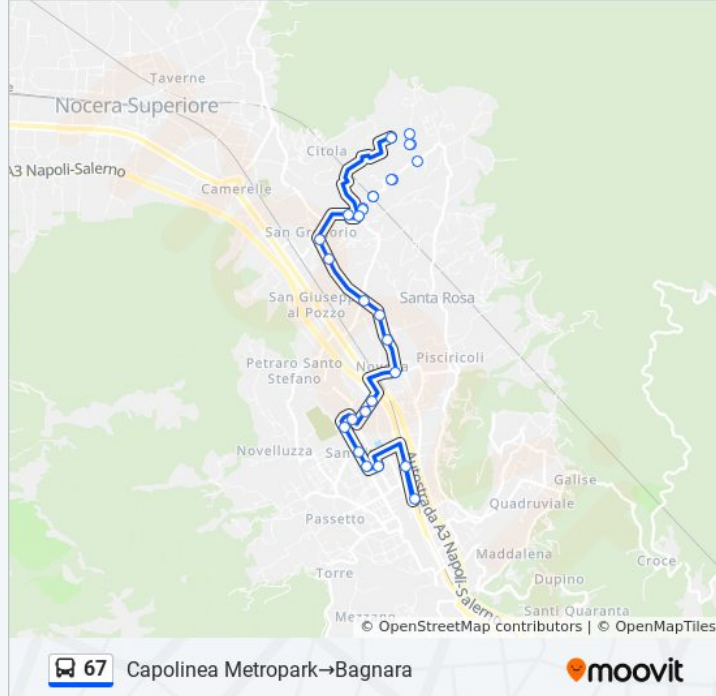 Taverne
Nocera Superiore
Citola
A3 Napoli-Salerno
Camerelle
San Gregorio
San Giuseppe
al Pozzo
Santa Rosa
Petraro Santo
Stefano
Pisciricoli
Novelluzza
Autostrada A3 Napoli-Salerno
Galise
Quadruviale
Passetto
Maddalena
Croce
Torre
Dupino
Santi Quaranta
Mezzano
© OpenStreetMap contributors | © OpenMapTiles
67 Capolinea Metropark→Bagnara
moovit